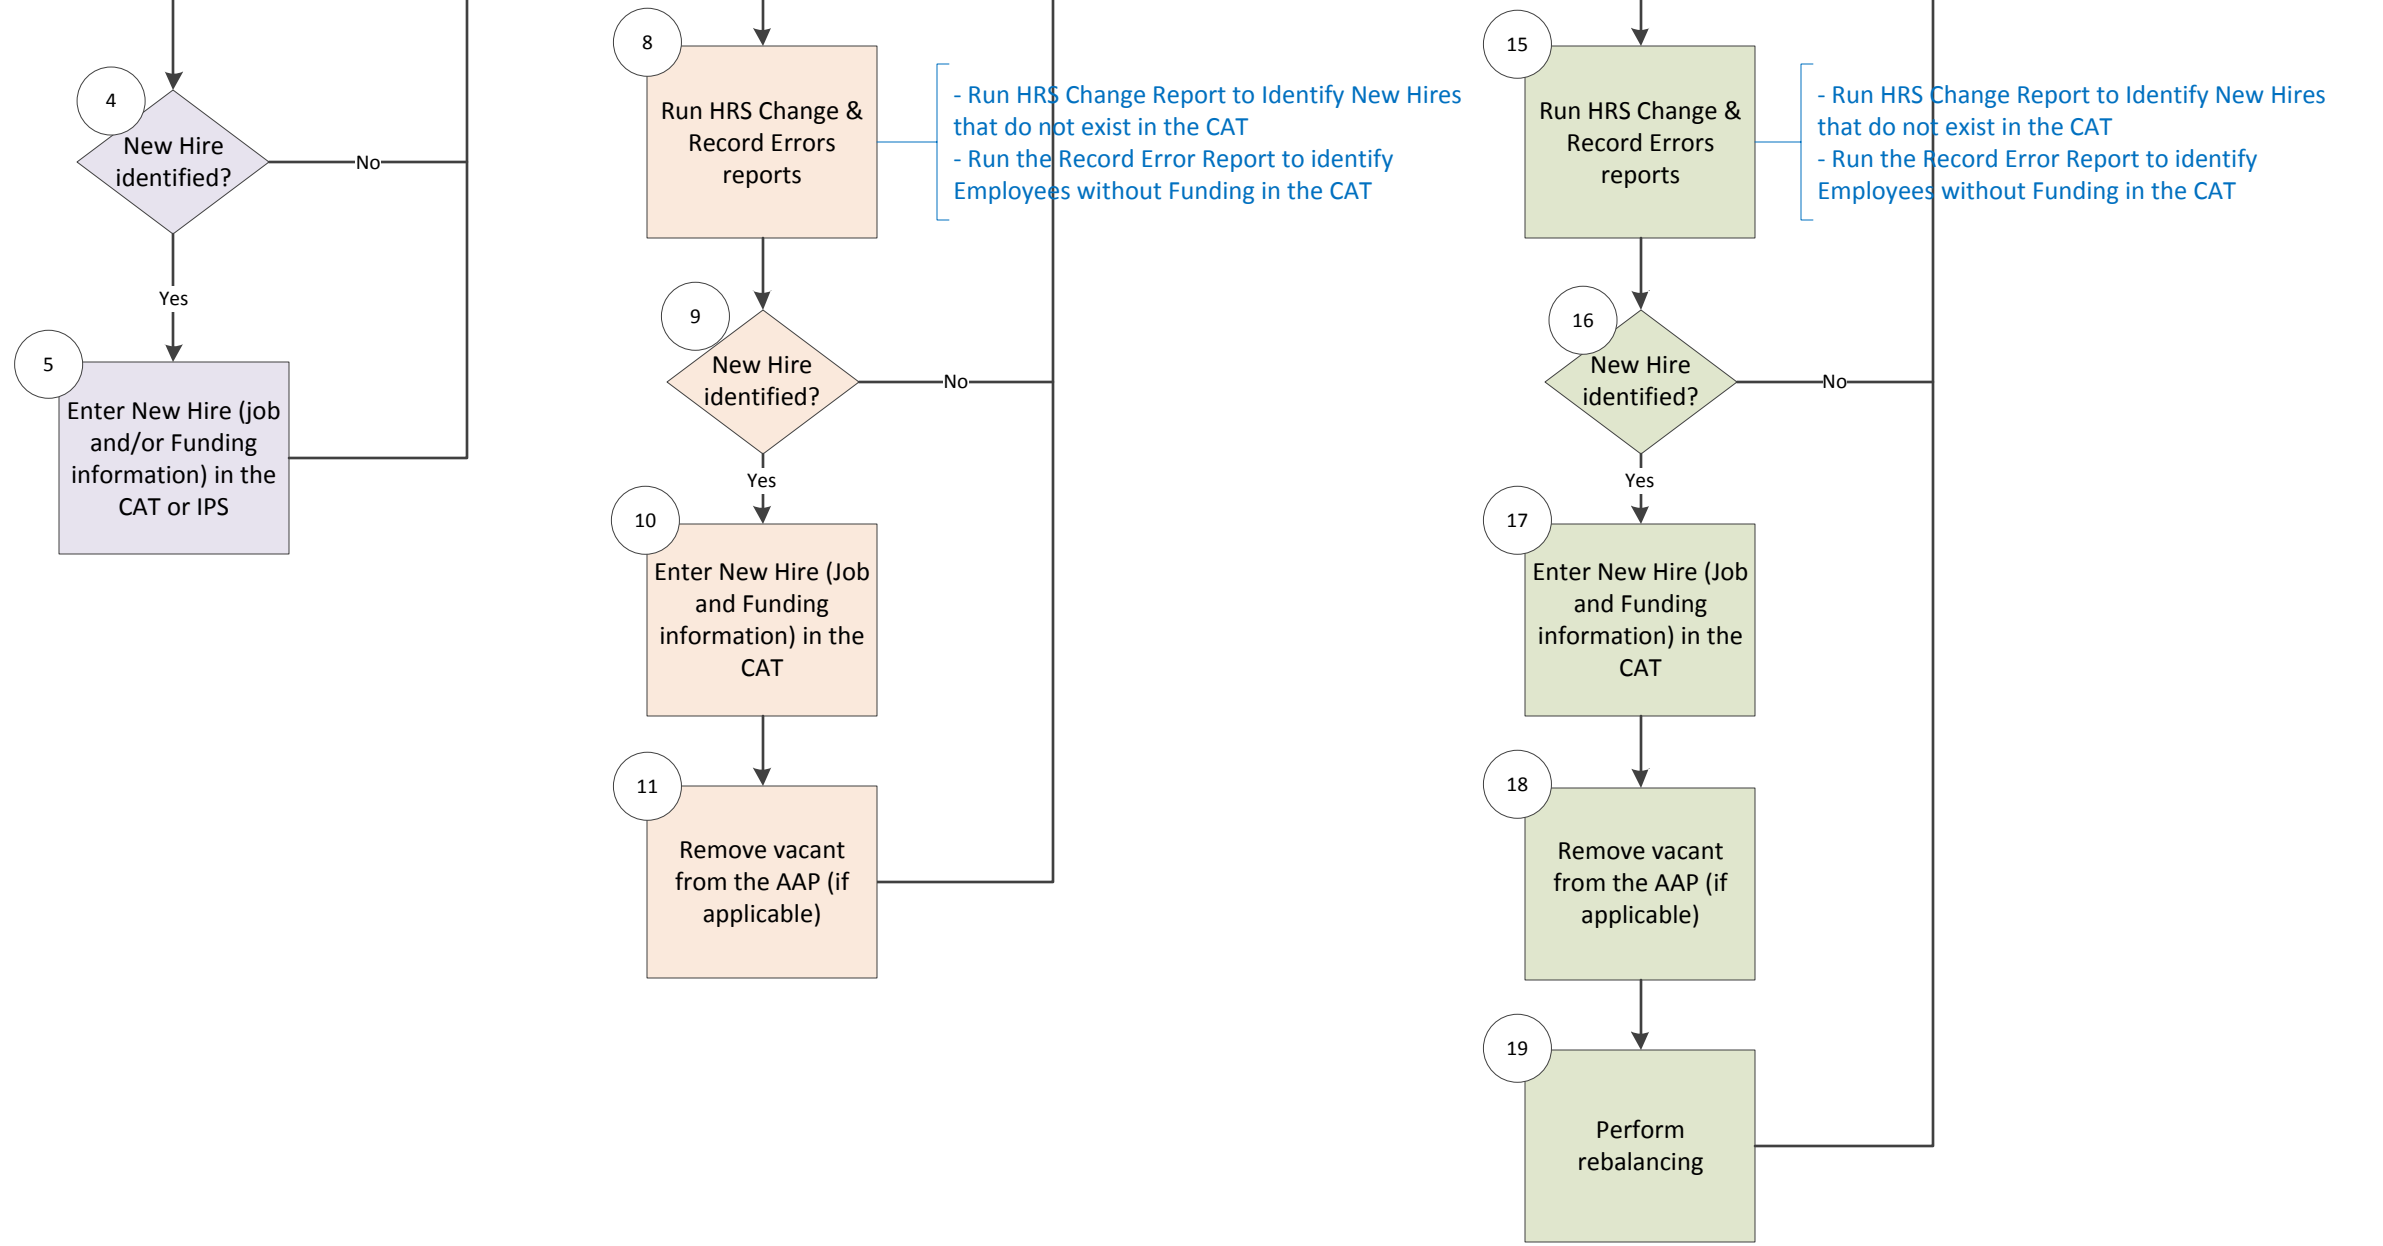 4
New Hire
identified?
No
Yes
5
Enter New Hire (job
and/or Funding
information) in the
CAT or IPS
8
Run HRS Change &
Record Errors
reports
- Run HRS Change Report to Identify New Hires
that do not exist in the CAT
- Run the Record Error Report to identify
Employees without Funding in the CAT
9
New Hire
identified?
No
Yes
10
Enter New Hire (Job
and Funding
information) in the
CAT
11
Remove vacant
from the AAP (if
applicable)
15
Run HRS Change &
Record Errors
reports
- Run HRS Change Report to Identify New Hires
that do not exist in the CAT
- Run the Record Error Report to identify
Employees without Funding in the CAT
16
New Hire
identified?
No
Yes
17
Enter New Hire (Job
and Funding
information) in the
CAT
18
Remove vacant
from the AAP (if
applicable)
19
Perform
rebalancing